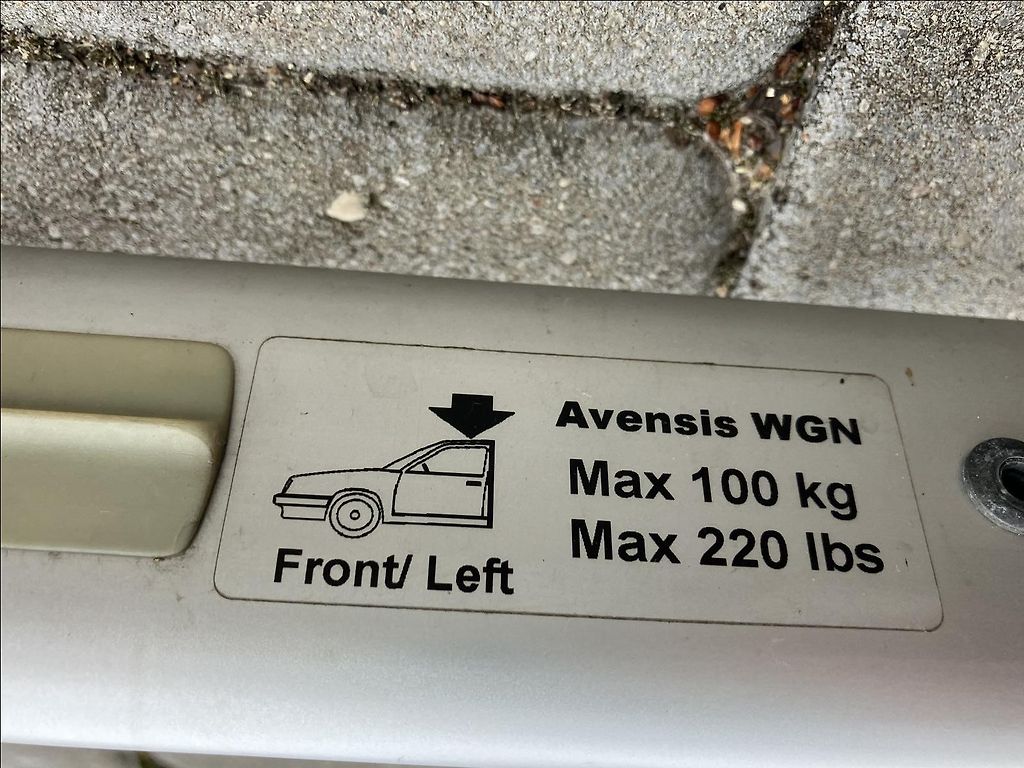 Avensis WGN
Max 100 kg
Max 220 lbs
Front/ Left